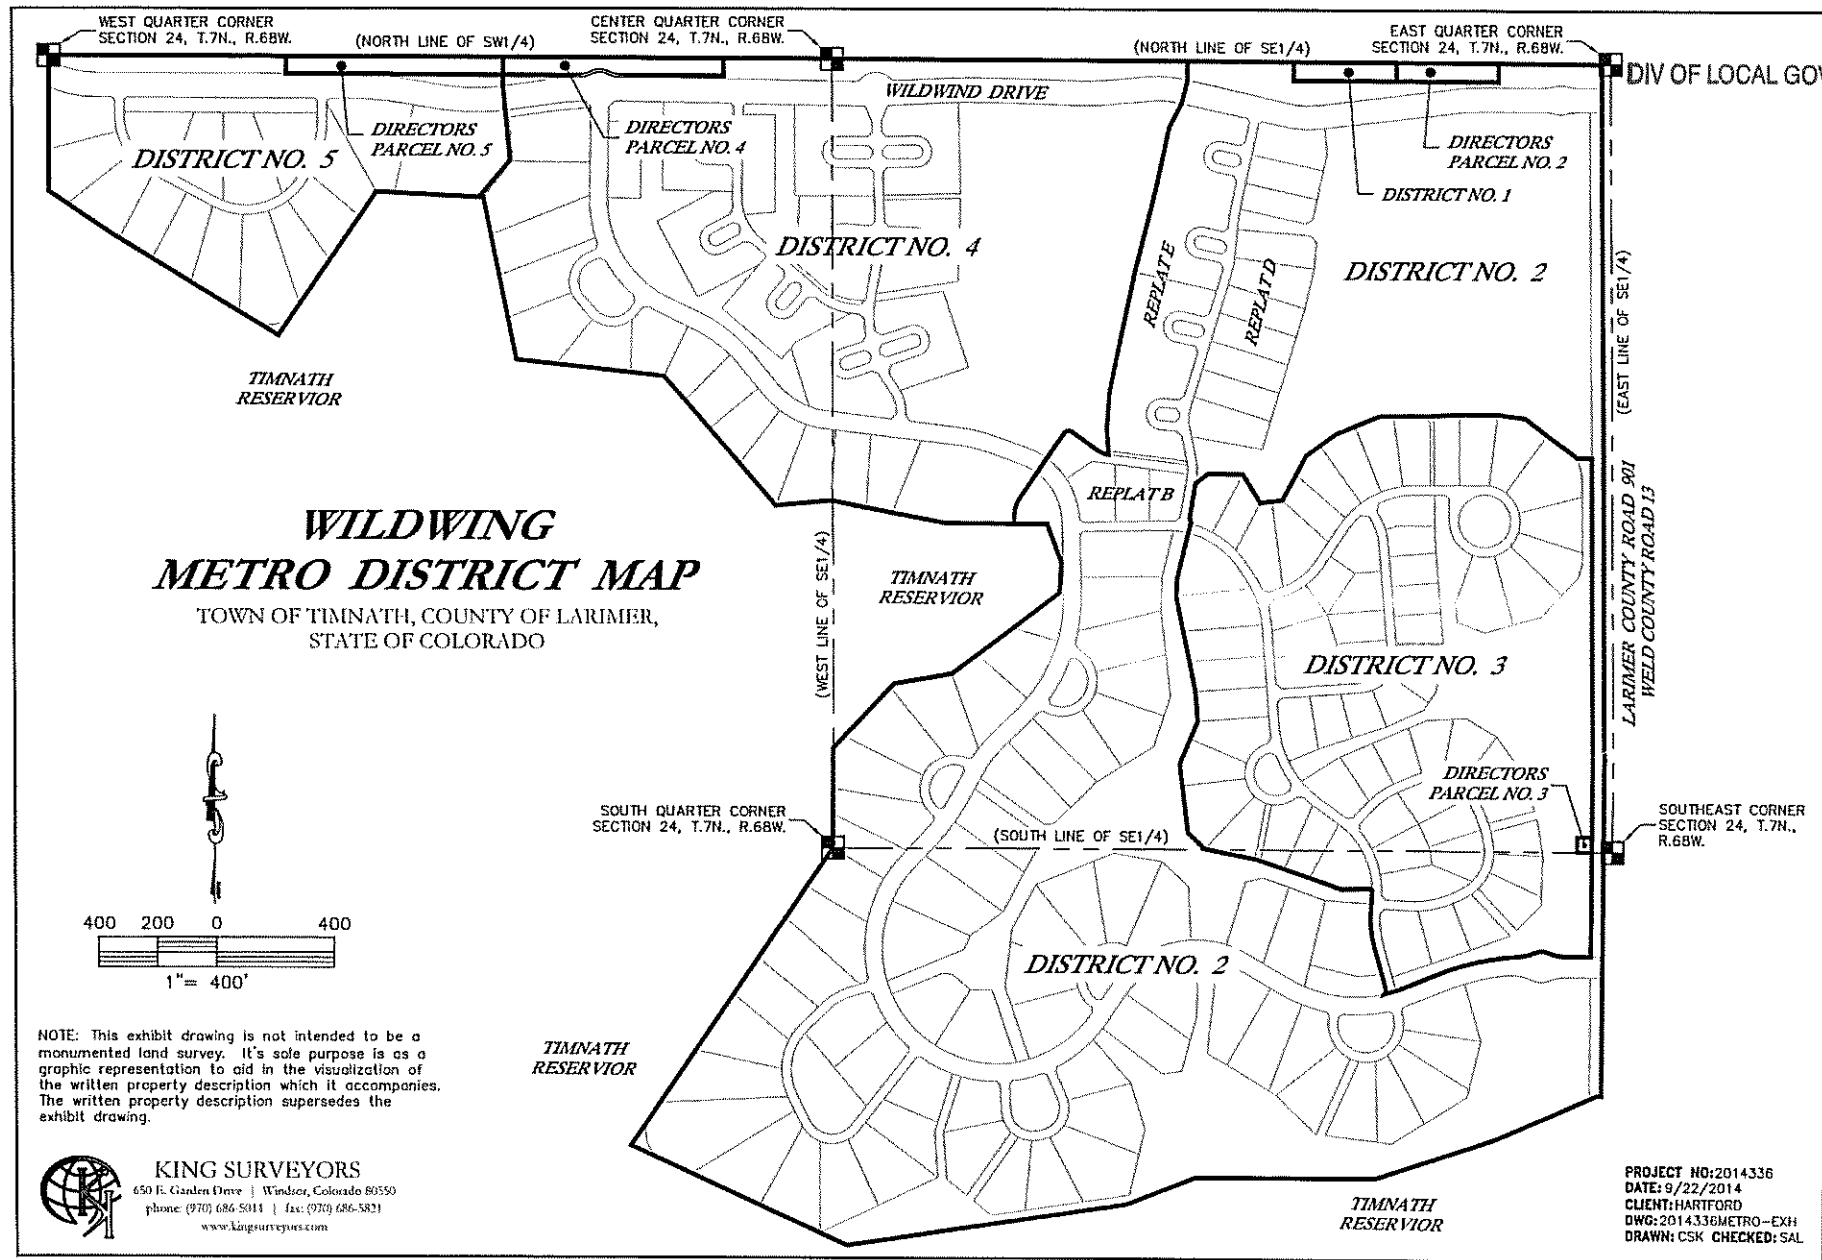 WEST QUARTER CORNER
SECTION 24, T.7N., R.68W.
(NORTH LINE OF SW1/4)
CENTER QUARTER CORNER
SECTION 24, T.7N., R.68W.
(NORTH LINE OF SE1/4)
EAST QUARTER CORNER
SECTION 24, T.7N., R.68W.
DIV OF LOCAL GOV
WILDWIND DRIVE
DIRECTORS
PARCEL NO. 5
DIRECTORS
PARCEL NO. 4
DIRECTORS
PARCEL NO. 2
DISTRICT NO. 1
DISTRICT NO. 5
DISTRICT NO. 4
DISTRICT NO. 2
REPLAT E
REPLAT D
(EAST LINE OF SE1/4)
TIMNATH
RESERVIOR
REPLAT B
WILDWING
METRO DISTRICT MAP
TOWN OF TIMNATH, COUNTY OF LARIMER,
STATE OF COLORADO
(WEST LINE OF SE1/4)
TIMNATH
RESERVIOR
LARIMER COUNTY ROAD 901
WELD COUNTY ROAD 13
DISTRICT NO. 3
DIRECTORS
PARCEL NO. 3
SOUTH QUARTER CORNER
SECTION 24, T.7N., R.68W.
(SOUTH LINE OF SE1/4)
SOUTHEAST CORNER
SECTION 24, T.7N.,
R.68W.
400 200 0 400
1"= 400'
DISTRICT NO. 2
NOTE: This exhibit drawing is not intended to be a
monumented land survey. It's sole purpose is as a
graphic representation to aid in the visualization of
the written property description which it accompanies.
The written property description supersedes the
exhibit drawing.
TIMNATH
RESERVIOR
KING SURVEYORS
650 E. Garden Drive | Windsor, Colorado 80550
phone: (970) 686-5011 | fax: (970) 686-5821
www.kingsurveyors.com
TIMNATH
RESERVIOR
PROJECT NO:2014336
DATE: 9/22/2014
CLIENT:HARTFORD
DWG:2014336METRO-EXH
DRAWN: CSK CHECKED: SAL